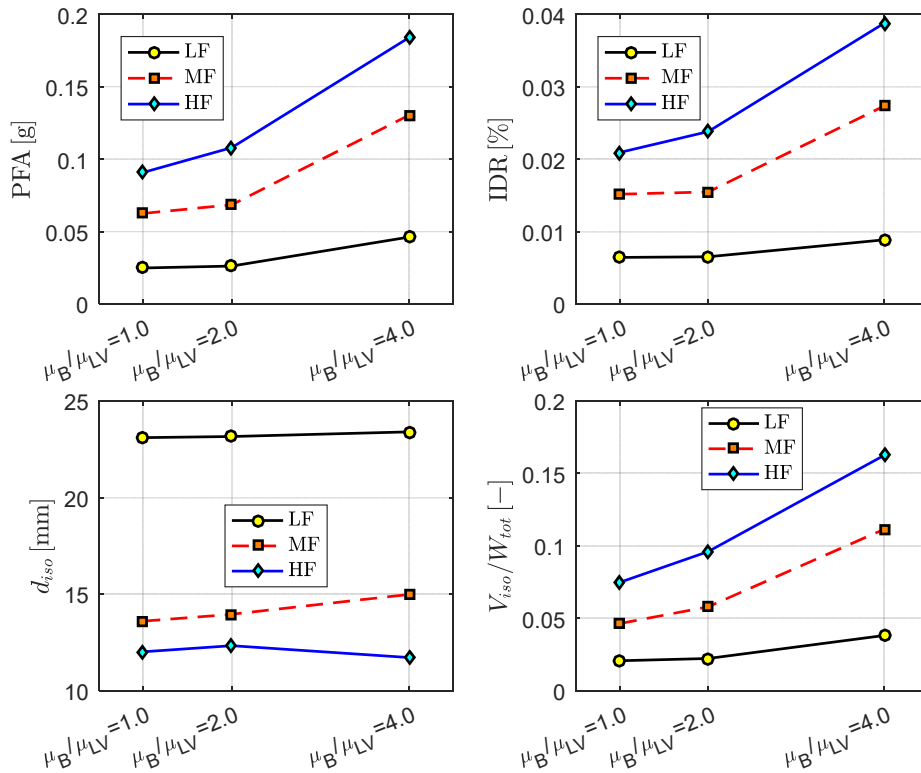 0.2
0.15
0.1
0.05
0
PFA [g]
LF
MF
HF
μB/μLV=1.0
μB/μLV=2.0
μB/μLV=4.0
0.04
0.03
0.02
0.01
0
IDR [%]
LF
MF
HF
μB/μLV=1.0
μB/μLV=2.0
μB/μLV=4.0
25
20
15
10
diso [mm]
LF
MF
HF
μB/μLV=1.0
μB/μLV=2.0
μB/μLV=4.0
0.2
0.15
0.1
0.05
0
Viso/Wtot [−]
LF
MF
HF
μB/μLV=1.0
μB/μLV=2.0
μB/μLV=4.0